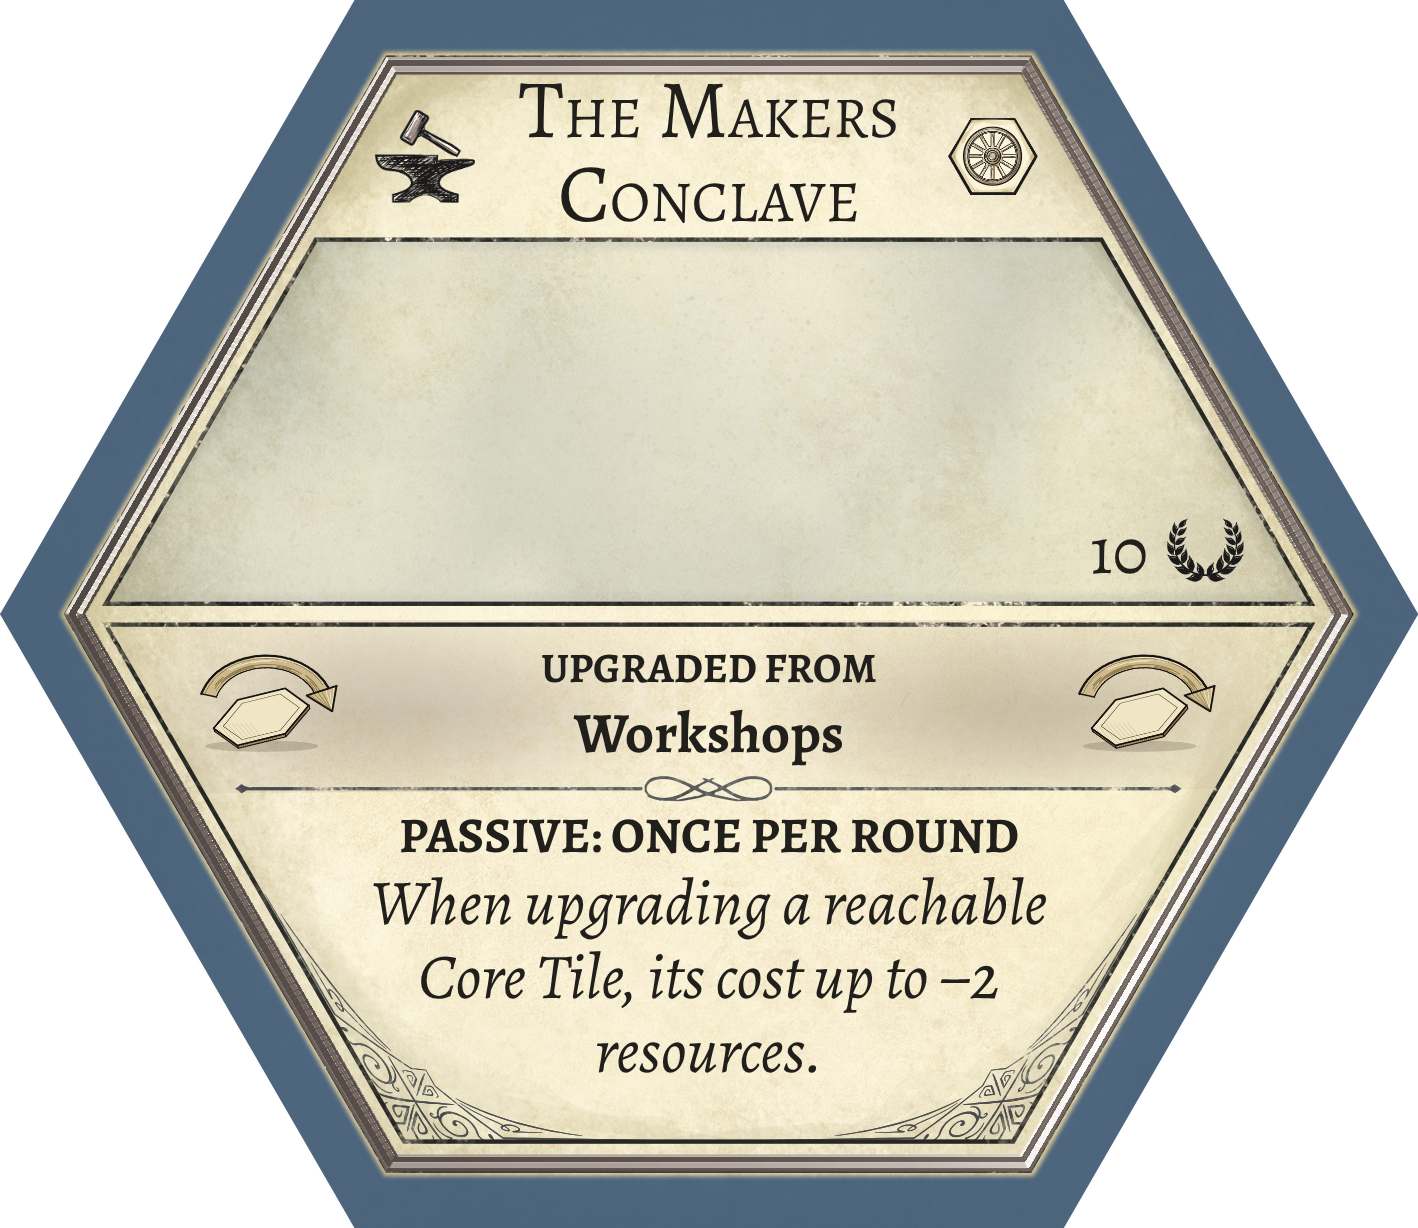 The Makers
Conclave
10
UPGRADED FROM
Workshops
PASSIVE: ONCE PER ROUND
When upgrading a reachable
Core Tile, its cost up to –2
resources.